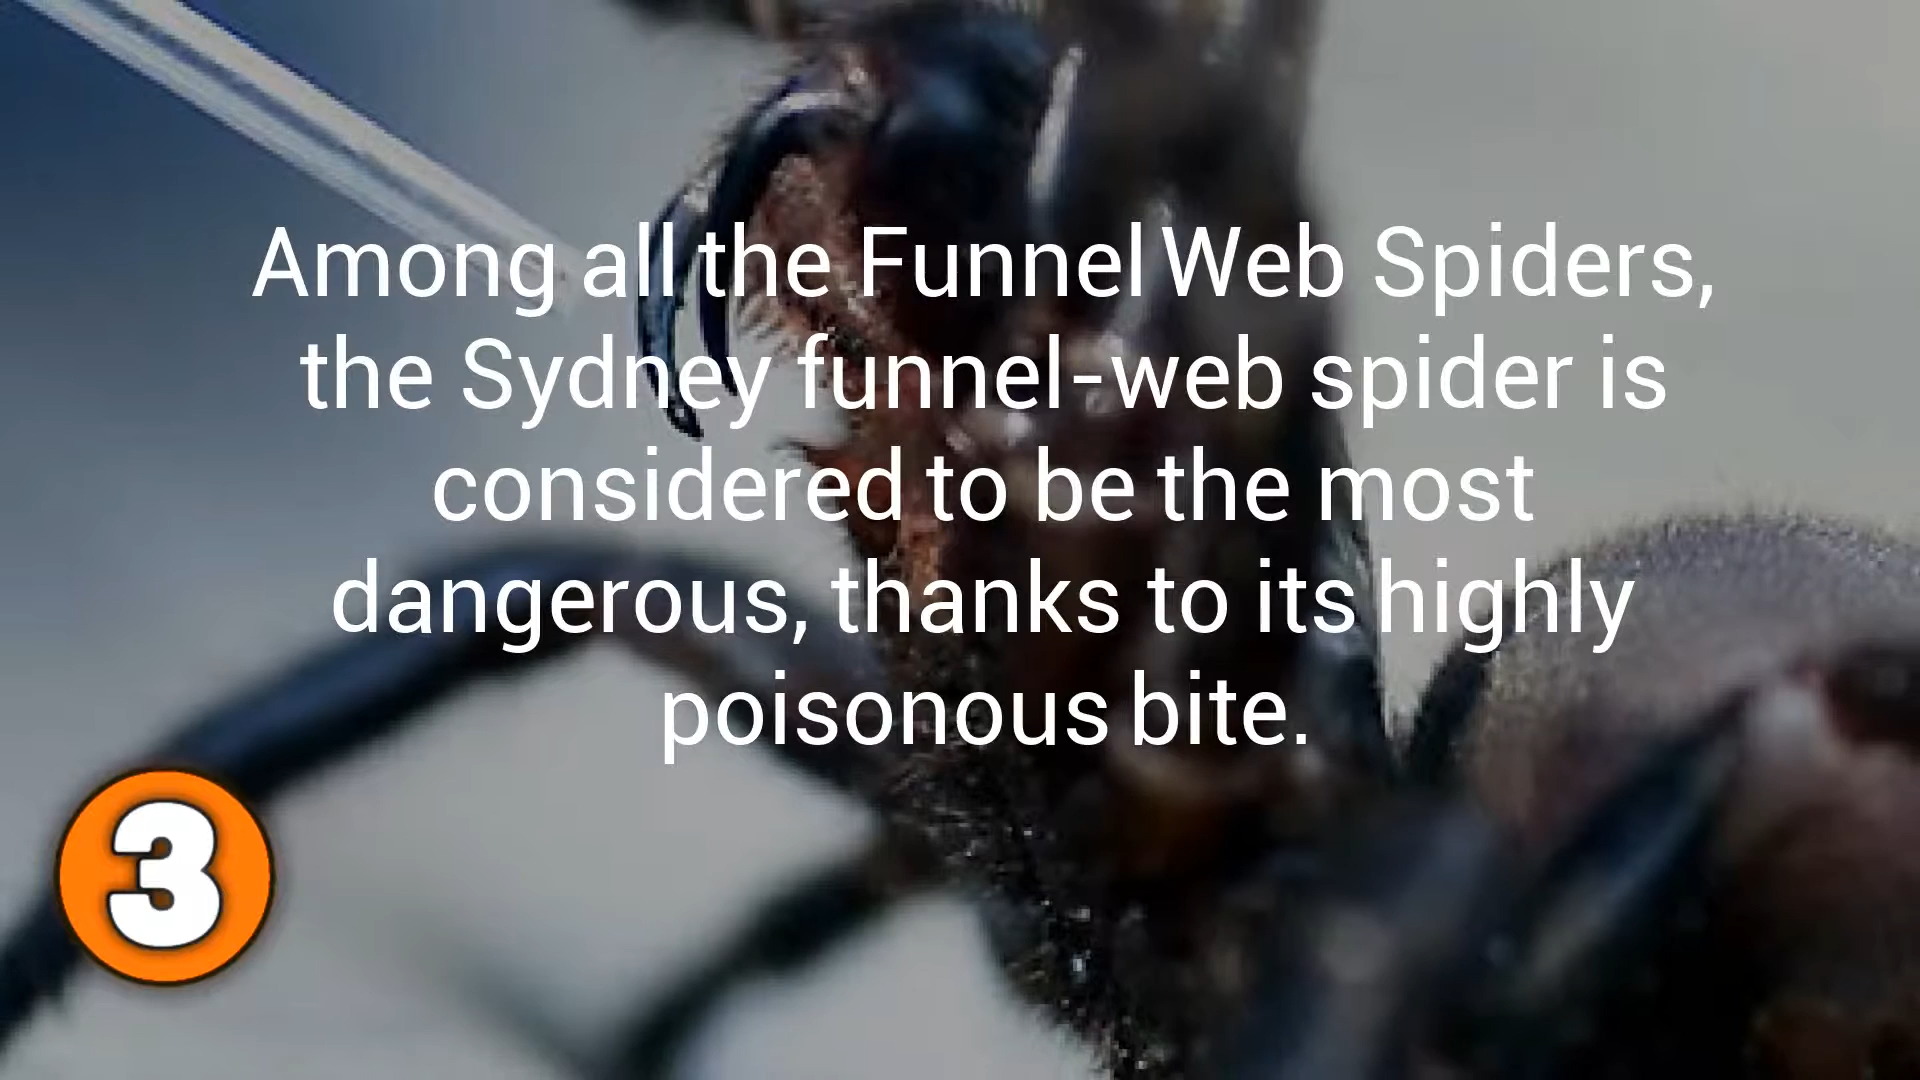 Among all the Funnel Web Spiders,
the Sydney funnel-web spider is
considered to be the most
dangerous, thanks to its highly
poisonous bite.
3